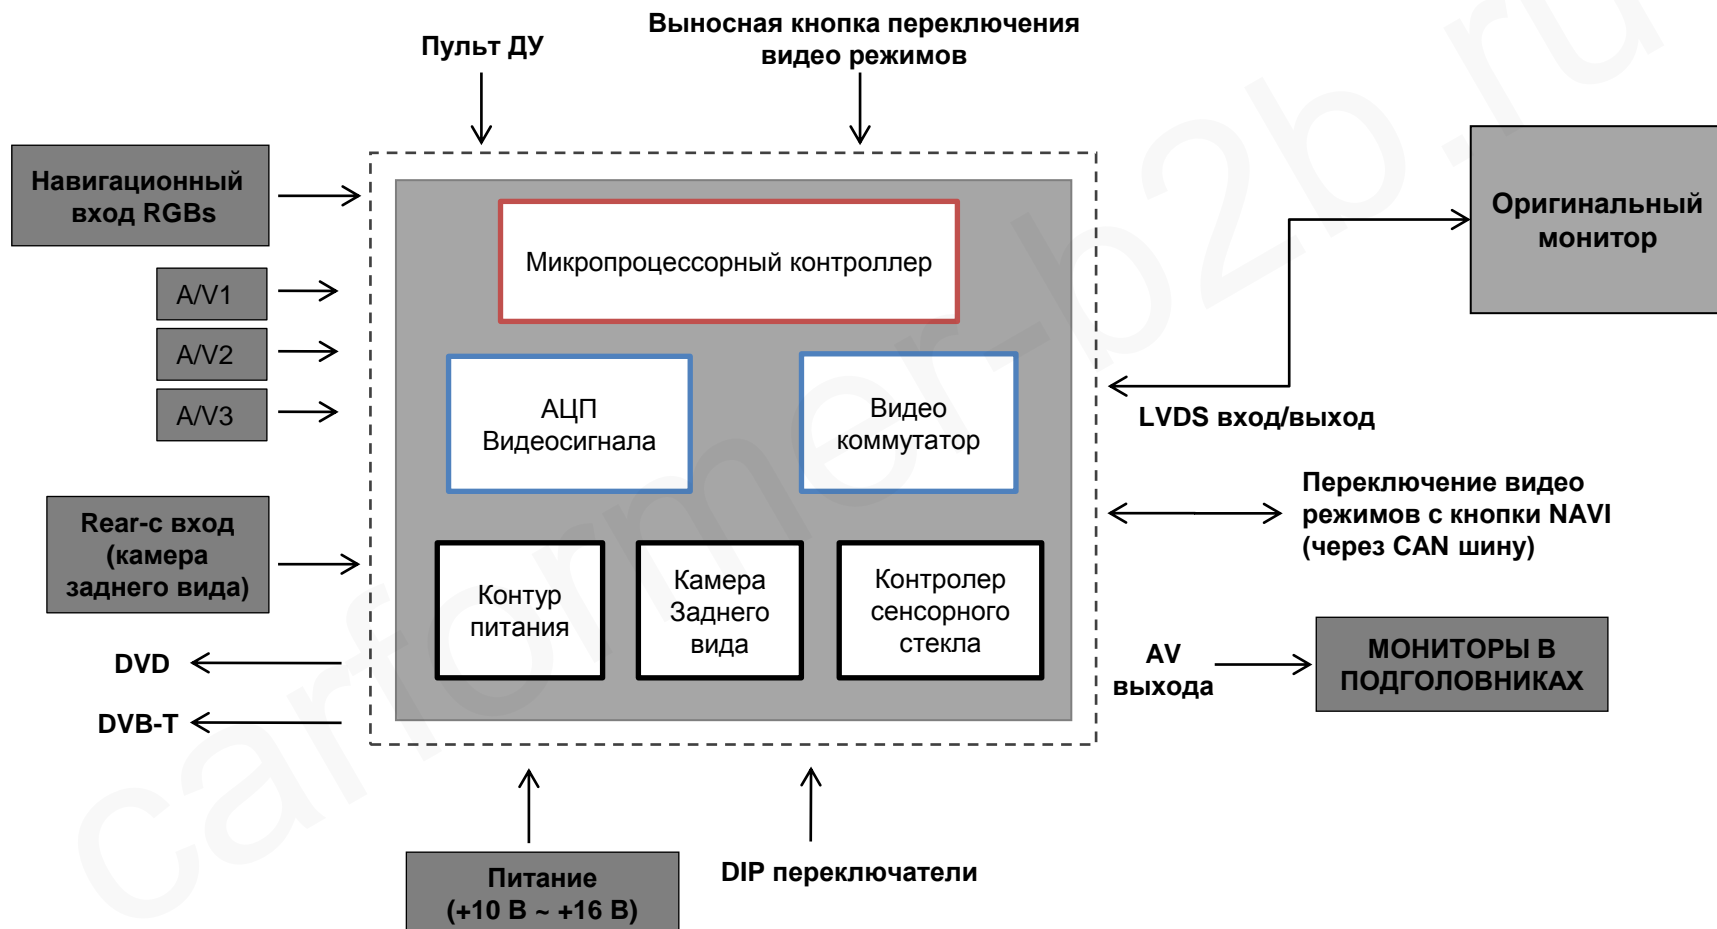 Выносная кнопка переключения
видео режимов
Пульт ДУ
Навигационный
вход RGBs
A/V1
A/V2
A/V3
Rear-c вход
(камера
заднего вида)
DVD
DVB-T
Микропроцессорный контроллер
АЦП
Видеосигнала
Видео
коммутатор
Контур
питания
Камера
Заднего
вида
Контролер
сенсорного
стекла
Оригинальный
монитор
LVDS вход/выход
Переключение видео
режимов с кнопки NAVI
(через CAN шину)
AV
выхода
МОНИТОРЫ В
ПОДГОЛОВНИКАХ
Питание
(+10 В ~ +16 В)
DIP переключатели
carformer-b2b.ru